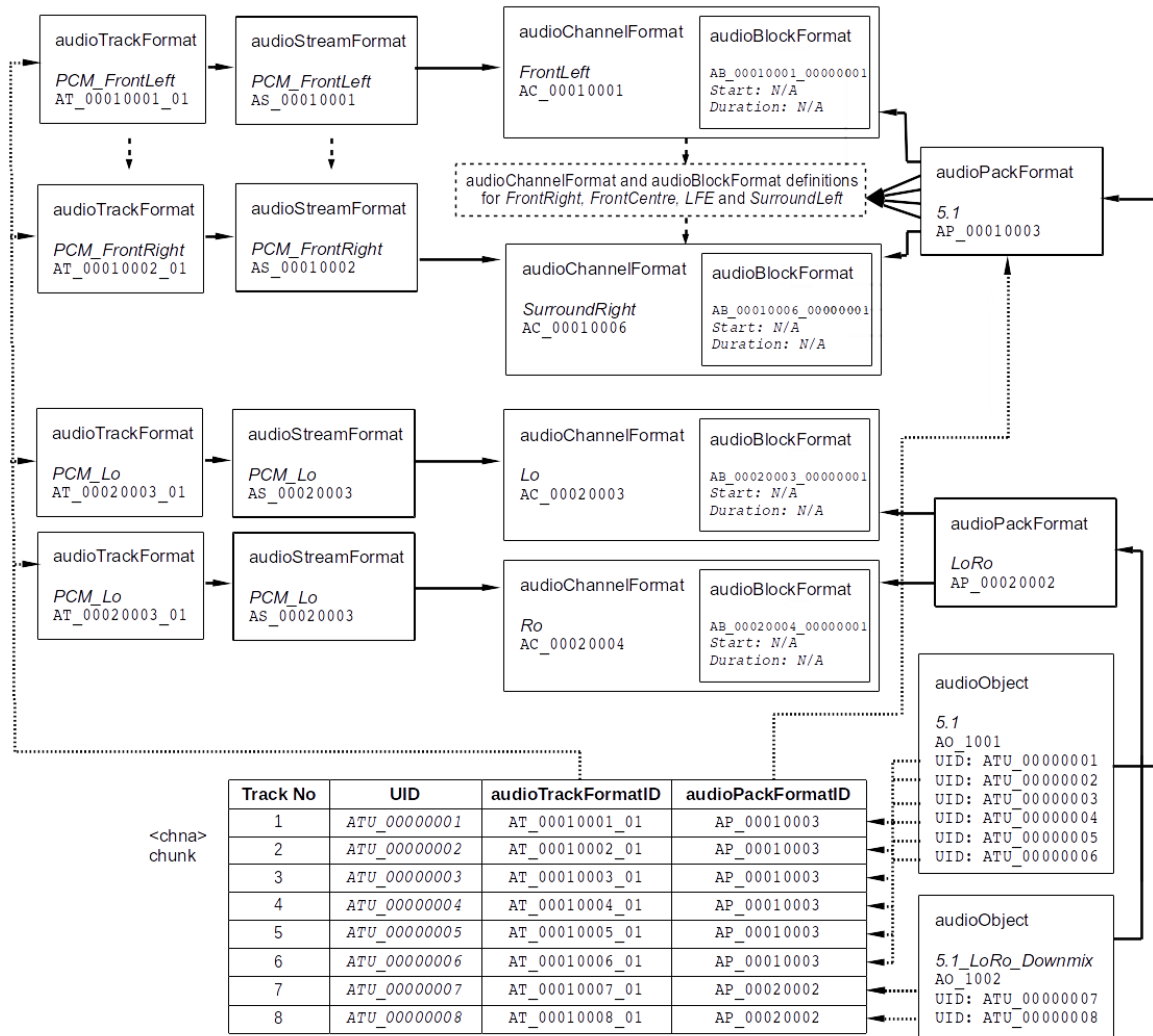 audioTrackFormat
PCM_FrontLeft
AT_00010001_01
audioStreamFormat
PCM_FrontLeft
AS_00010001
audioChannelFormat
FrontLeft
AC_00010001
audioBlockFormat
AB_00010001_00000001
Start: N/A
Duration: N/A
audioChannelFormat and audioBlockFormat definitions
for FrontRight, FrontCentre, LFE and SurroundLeft
audioPackFormat
5.1
AP_00010003
audioTrackFormat
PCM_FrontRight
AT_00010002_01
audioStreamFormat
PCM_FrontRight
AS_00010002
audioChannelFormat
SurroundRight
AC_00010006
audioBlockFormat
AB_00010006_00000001
Start: N/A
Duration: N/A
audioTrackFormat
PCM_Lo
AT_00020003_01
audioStreamFormat
PCM_Lo
AS_00020003
audioChannelFormat
Lo
AC_00020003
audioBlockFormat
AB_00020003_00000001
Start: N/A
Duration: N/A
audioPackFormat
LoRo
AP_00020002
audioTrackFormat
PCM_Lo
AT_00020003_01
audioStreamFormat
PCM_Lo
AS_00020003
audioChannelFormat
Ro
AC_00020004
audioBlockFormat
AB_00020004_00000001
Start: N/A
Duration: N/A
audioObject
5.1
AO_1001
UID: ATU_00000001
UID: ATU_00000002
UID: ATU_00000003
UID: ATU_00000004
UID: ATU_00000005
UID: ATU_00000006
audioObject
5.1_LoRo_Downmix
AO_1002
UID: ATU_00000007
UID: ATU_00000008
<chna>
chunk
Track No UID audioTrackFormatID audioPackFormatID
1 ATU_00000001 AT_00010001_01 AP_00010003
2 ATU_00000002 AT_00010002_01 AP_00010003
3 ATU_00000003 AT_00010003_01 AP_00010003
4 ATU_00000004 AT_00010004_01 AP_00010003
5 ATU_00000005 AT_00010005_01 AP_00010003
6 ATU_00000006 AT_00010006_01 AP_00010003
7 ATU_00000007 AT_00010007_01 AP_00020002
8 ATU_00000008 AT_00010008_01 AP_00020002